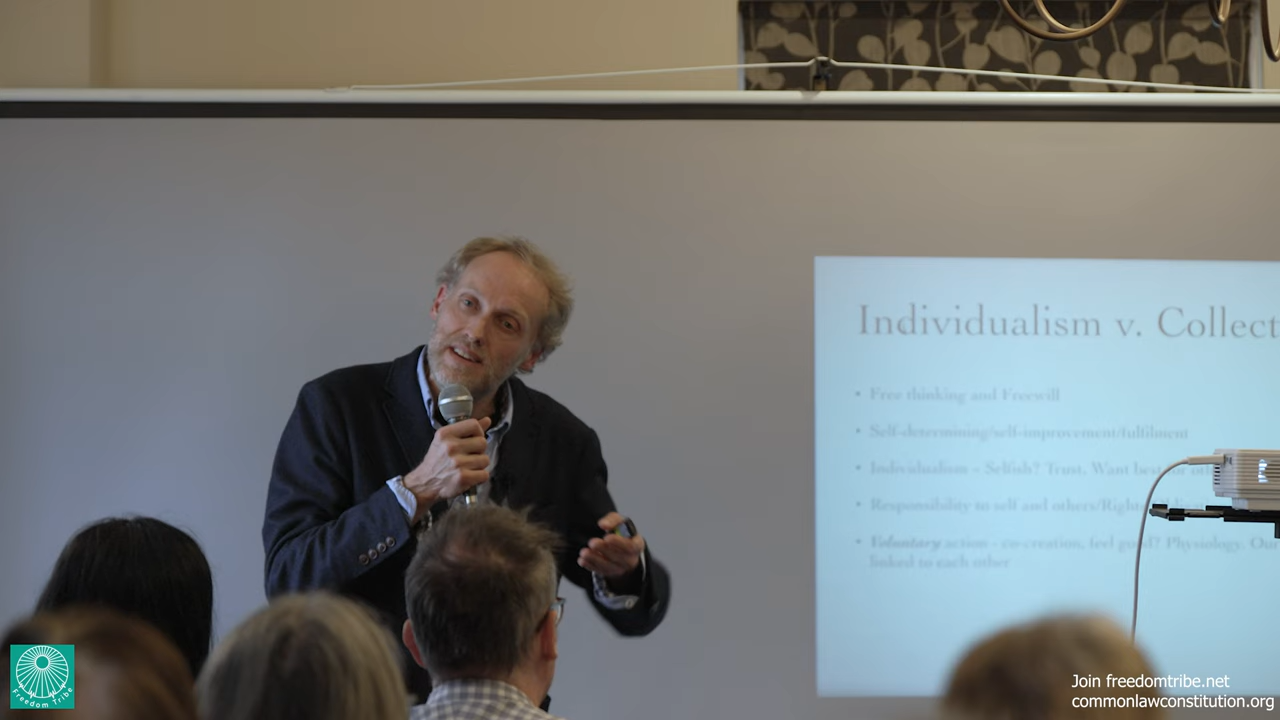 Individualism v. Collect
• Free thinking and Freewill
• Self-determining/self-improvement/fulfilment
• Individualism - Selfish? Trust. Want best
• Responsibility to self and others/Right
• Voluntary action - co-creation, feel good? Physiology. Our
linked to each other
Freedom Tribe
Join freedomtribe.net
commonlawconstitution.org